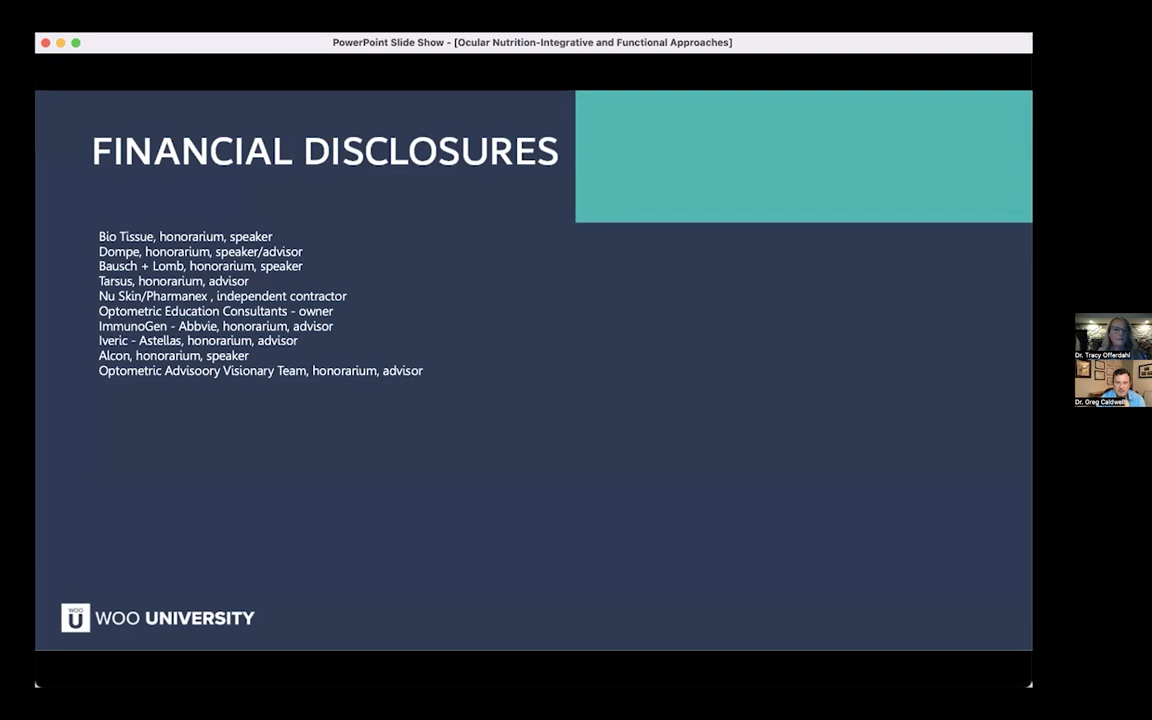 PowerPoint Slide Show - [Ocular Nutrition-Integrative and Functional Approaches]
FINANCIAL DISCLOSURES
Bio Tissue, honorarium, speaker
Dompe, honorarium, speaker/advisor
Bausch + Lomb, honorarium, speaker
Tarsus, honorarium, advisor
Nu Skin/Pharmanex , independent contractor
Optometric Education Consultants - owner
ImmunoGen - Abbvie, honorarium, advisor
Iveric - Astellas, honorarium, advisor
Alcon, honorarium, speaker
Optometric Advisoory Visionary Team, honorarium, advisor
Dr. Tracy Offerdahl
Dr. Greg Caldwell
WOO
U WOO UNIVERSITY